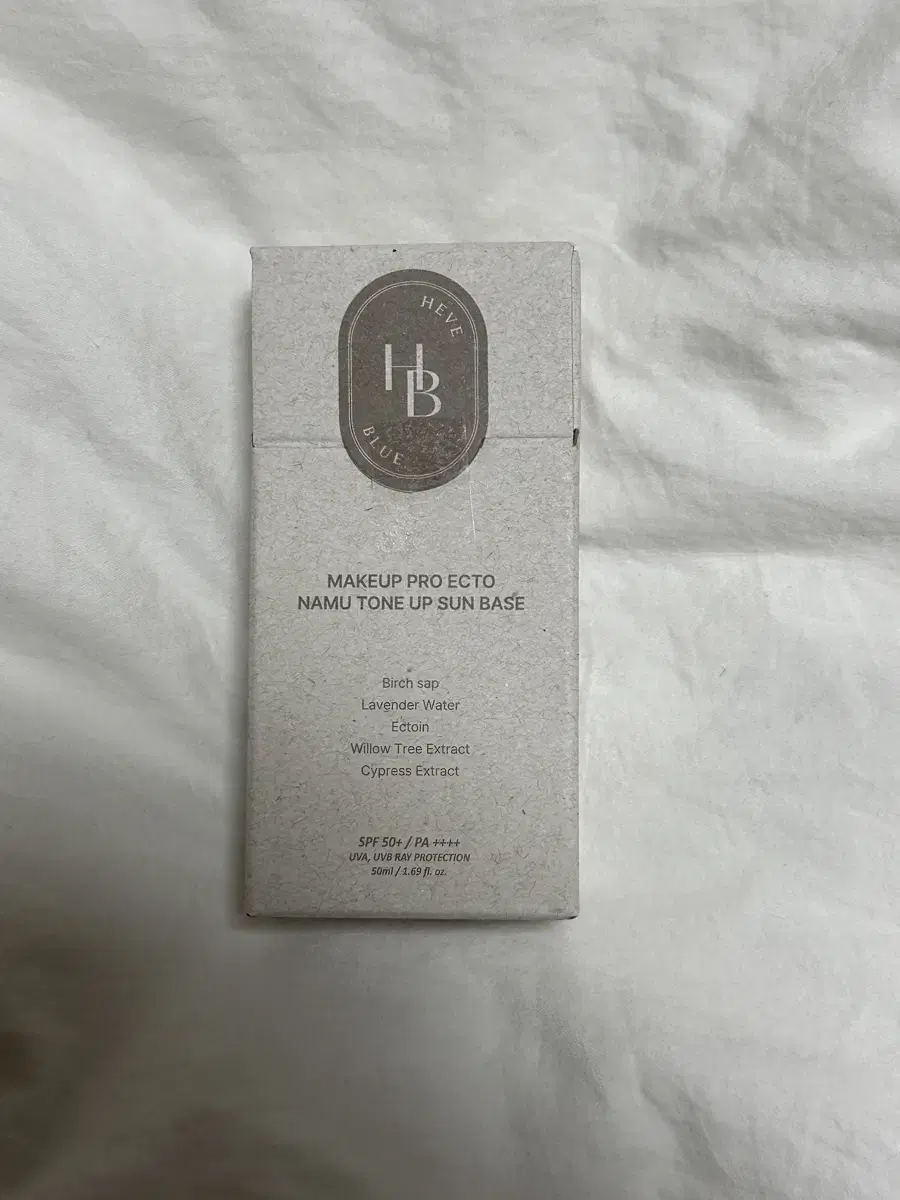 HEVE
HB
BLUE
MAKEUP PRO ECTO
NAMU TONE UP SUN BASE
Birch sap
Lavender Water
Ectoin
Willow Tree Extract
Cypress Extract
SPF 50+ / PA ++++
UVA, UVB RAY PROTECTION
50ml / 1.69 fl. oz.